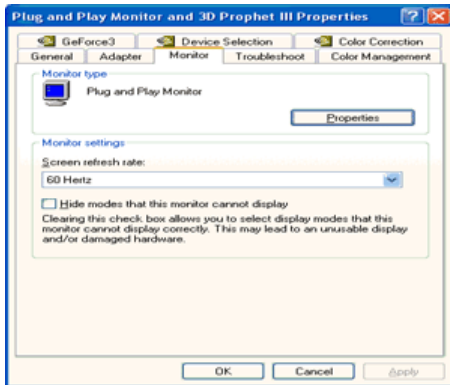 Plug and Play Monitor and 3D Prophet III Properties
GeForce3 Device Selection Color Correction
General Adapter Monitor Troubleshoot Color Management
Monitor type
Plug and Play Monitor
Properties
Monitor settings
Screen refresh rate:
60 Hertz
Hide modes that this monitor cannot display
Clearing this check box allows you to select display modes that this
monitor cannot display correctly. This may lead to an unusable display
and/or damaged hardware.
OK Cancel Apply